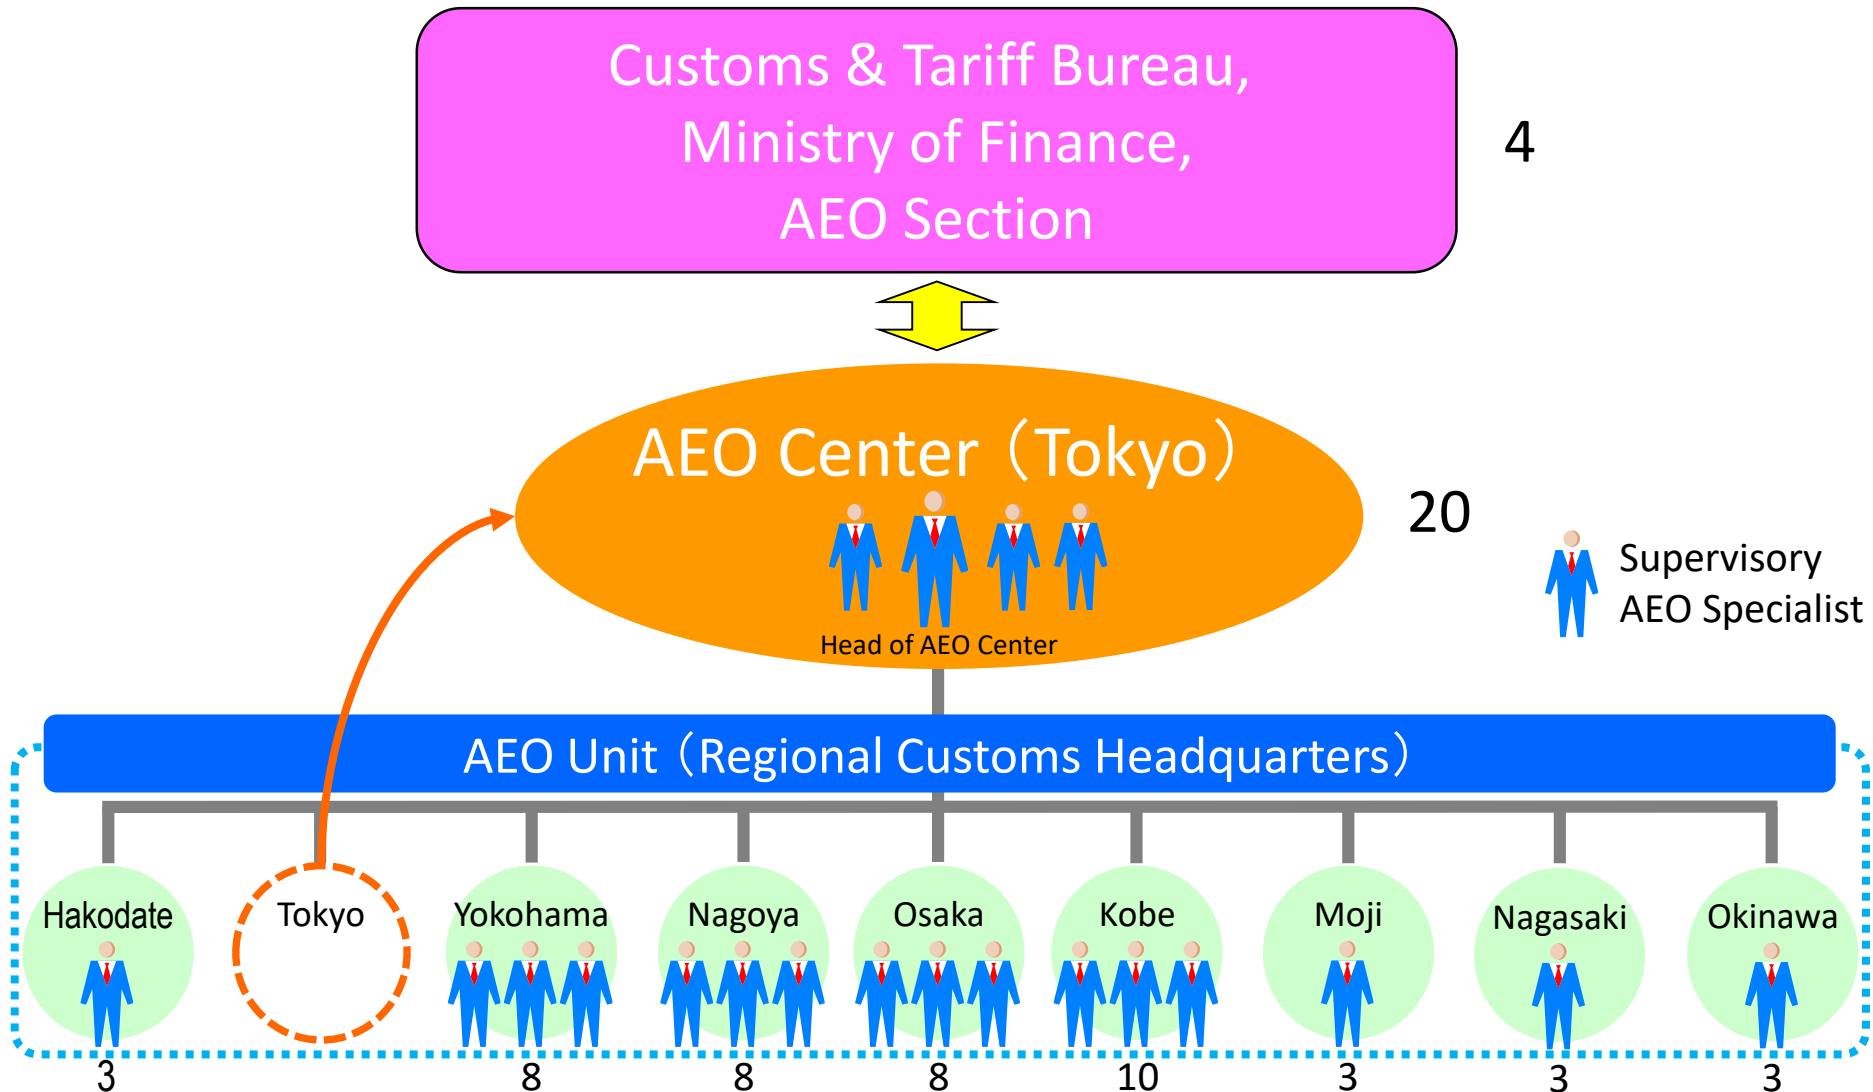 Customs & Tariff Bureau,
Ministry of Finance,
AEO Section
4
AEO Center（Tokyo）
20
Head of AEO Center
Supervisory
AEO Specialist
AEO Unit（Regional Customs Headquarters）
Hakodate
Tokyo
Yokohama
Nagoya
Osaka
Kobe
Moji
Nagasaki
Okinawa
3
8
8
8
10
3
3
3